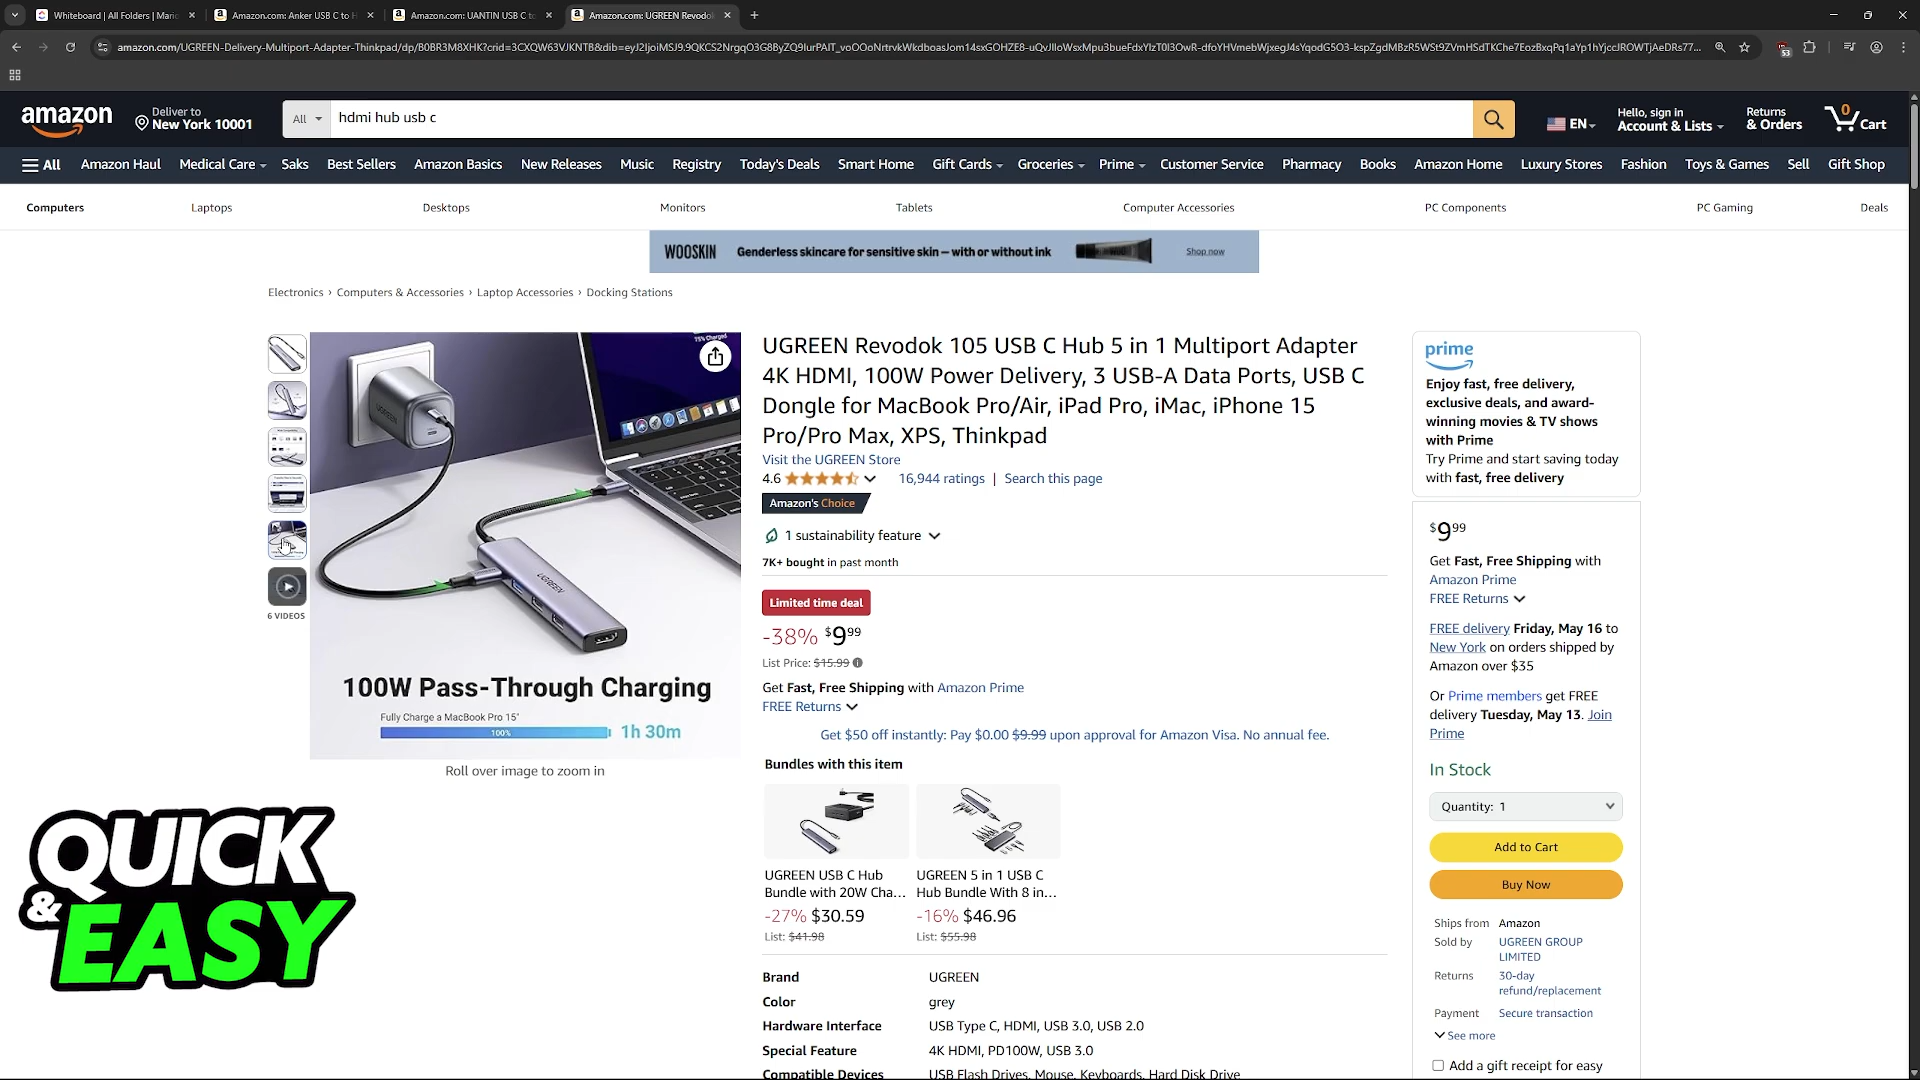 Whiteboard | All Folders | Maric
Amazon.com: Anker USB C to H
Amazon.com: UANTIN USB C to
Amazon.com: UGREEN Revodok
53
amazon
Deliver to
New York 10001
All
hdmi hub usb c
EN
Hello, sign in
Account & Lists
Returns
& Orders
0
Cart
All
Amazon Haul
Medical Care
Saks
Best Sellers
Amazon Basics
New Releases
Music
Registry
Today's Deals
Smart Home
Gift Cards
Groceries
Prime
Customer Service
Pharmacy
Books
Amazon Home
Luxury Stores
Fashion
Toys & Games
Sell
Gift Shop
Computers
Laptops
Desktops
Monitors
Tablets
Computer Accessories
PC Components
PC Gaming
Deals
WOOSKIN Genderless skincare for sensitive skin – with or without ink Shop now
Electronics › Computers & Accessories › Laptop Accessories › Docking Stations
6 VIDEOS
75% Charged
UGREEN
100W Pass-Through Charging
Fully Charge a MacBook Pro 15"
100%
1h 30m
Roll over image to zoom in
UGREEN Revodok 105 USB C Hub 5 in 1 Multiport Adapter
4K HDMI, 100W Power Delivery, 3 USB-A Data Ports, USB C
Dongle for MacBook Pro/Air, iPad Pro, iMac, iPhone 15
Pro/Pro Max, XPS, Thinkpad
Visit the UGREEN Store
4.6
16,944 ratings | Search this page
Amazon's Choice
1 sustainability feature
7K+ bought in past month
Limited time deal
-38% $9 99
List Price: $15.99
Get Fast, Free Shipping with Amazon Prime
FREE Returns
Get $50 off instantly: Pay $0.00 $9.99 upon approval for Amazon Visa. No annual fee.
Bundles with this item
UGREEN USB C Hub
Bundle with 20W Cha...
-27% $30.59
List: $41.98
UGREEN 5 in 1 USB C
Hub Bundle With 8 in...
-16% $46.96
List: $55.98
Brand UGREEN
Color grey
Hardware Interface USB Type C, HDMI, USB 3.0, USB 2.0
Special Feature 4K HDMI, PD100W, USB 3.0
Compatible Devices USB Flash Drives, Mouse, Keyboards, Hard Disk Drive
prime
Enjoy fast, free delivery,
exclusive deals, and award-
winning movies & TV shows
with Prime
Try Prime and start saving today
with fast, free delivery
$9 99
Get Fast, Free Shipping with
Amazon Prime
FREE Returns
FREE delivery Friday, May 16 to
New York on orders shipped by
Amazon over $35
Or Prime members get FREE
delivery Tuesday, May 13. Join
Prime
In Stock
Quantity: 1
Add to Cart
Buy Now
Ships from Amazon
Sold by UGREEN GROUP
LIMITED
Returns 30-day
refund/replacement
Payment Secure transaction
See more
Add a gift receipt for easy
QUICK
& EASY